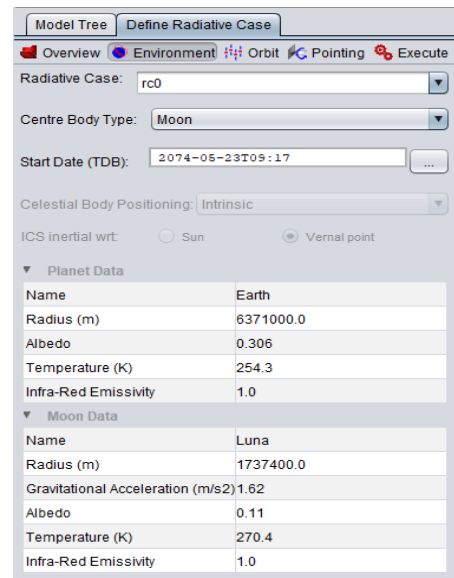 Model Tree Define Radiative Case
Overview Environment Orbit Pointing Execute
Radiative Case: rc0
Centre Body Type: Moon
Start Date (TDB): 2074-05-23T09:17 ...
Celestial Body Positioning: Intrinsic
ICS inertial wrt: Sun Vernal point
Planet Data
Name Earth
Radius (m) 6371000.0
Albedo 0.306
Temperature (K) 254.3
Infra-Red Emissivity 1.0
Moon Data
Name Luna
Radius (m) 1737400.0
Gravitational Acceleration (m/s2) 1.62
Albedo 0.11
Temperature (K) 270.4
Infra-Red Emissivity 1.0